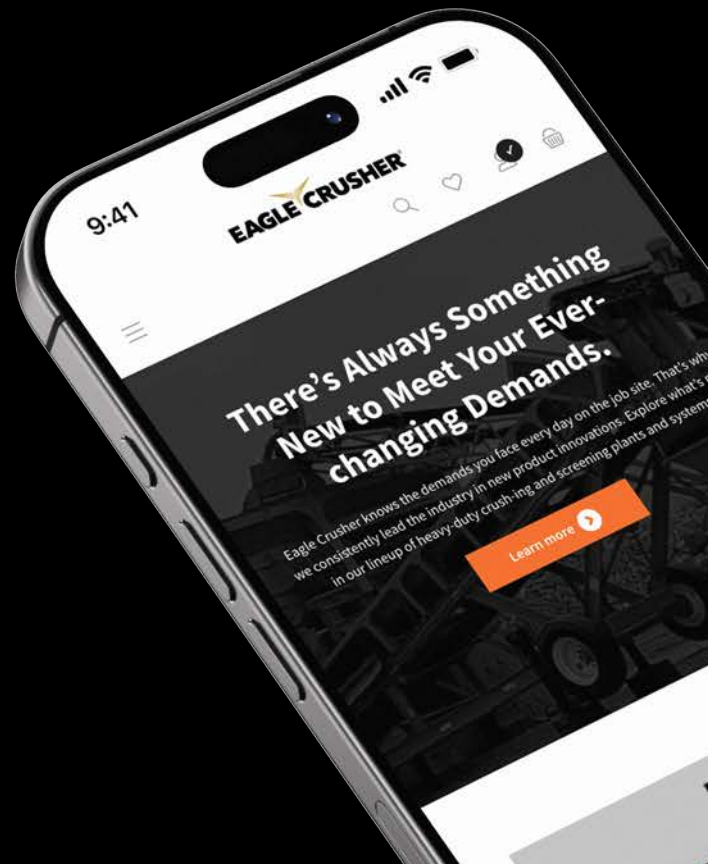 9:41
EAGLE CRUSHER®
There's Always Something
New to Meet Your Ever-
changing Demands.
Eagle Crusher knows the demands you face every day on the job site. That's why
we consistently lead the industry in new product innovations. Explore what's
in our lineup of heavy-duty crush-ing and screening plants and systems
Learn more